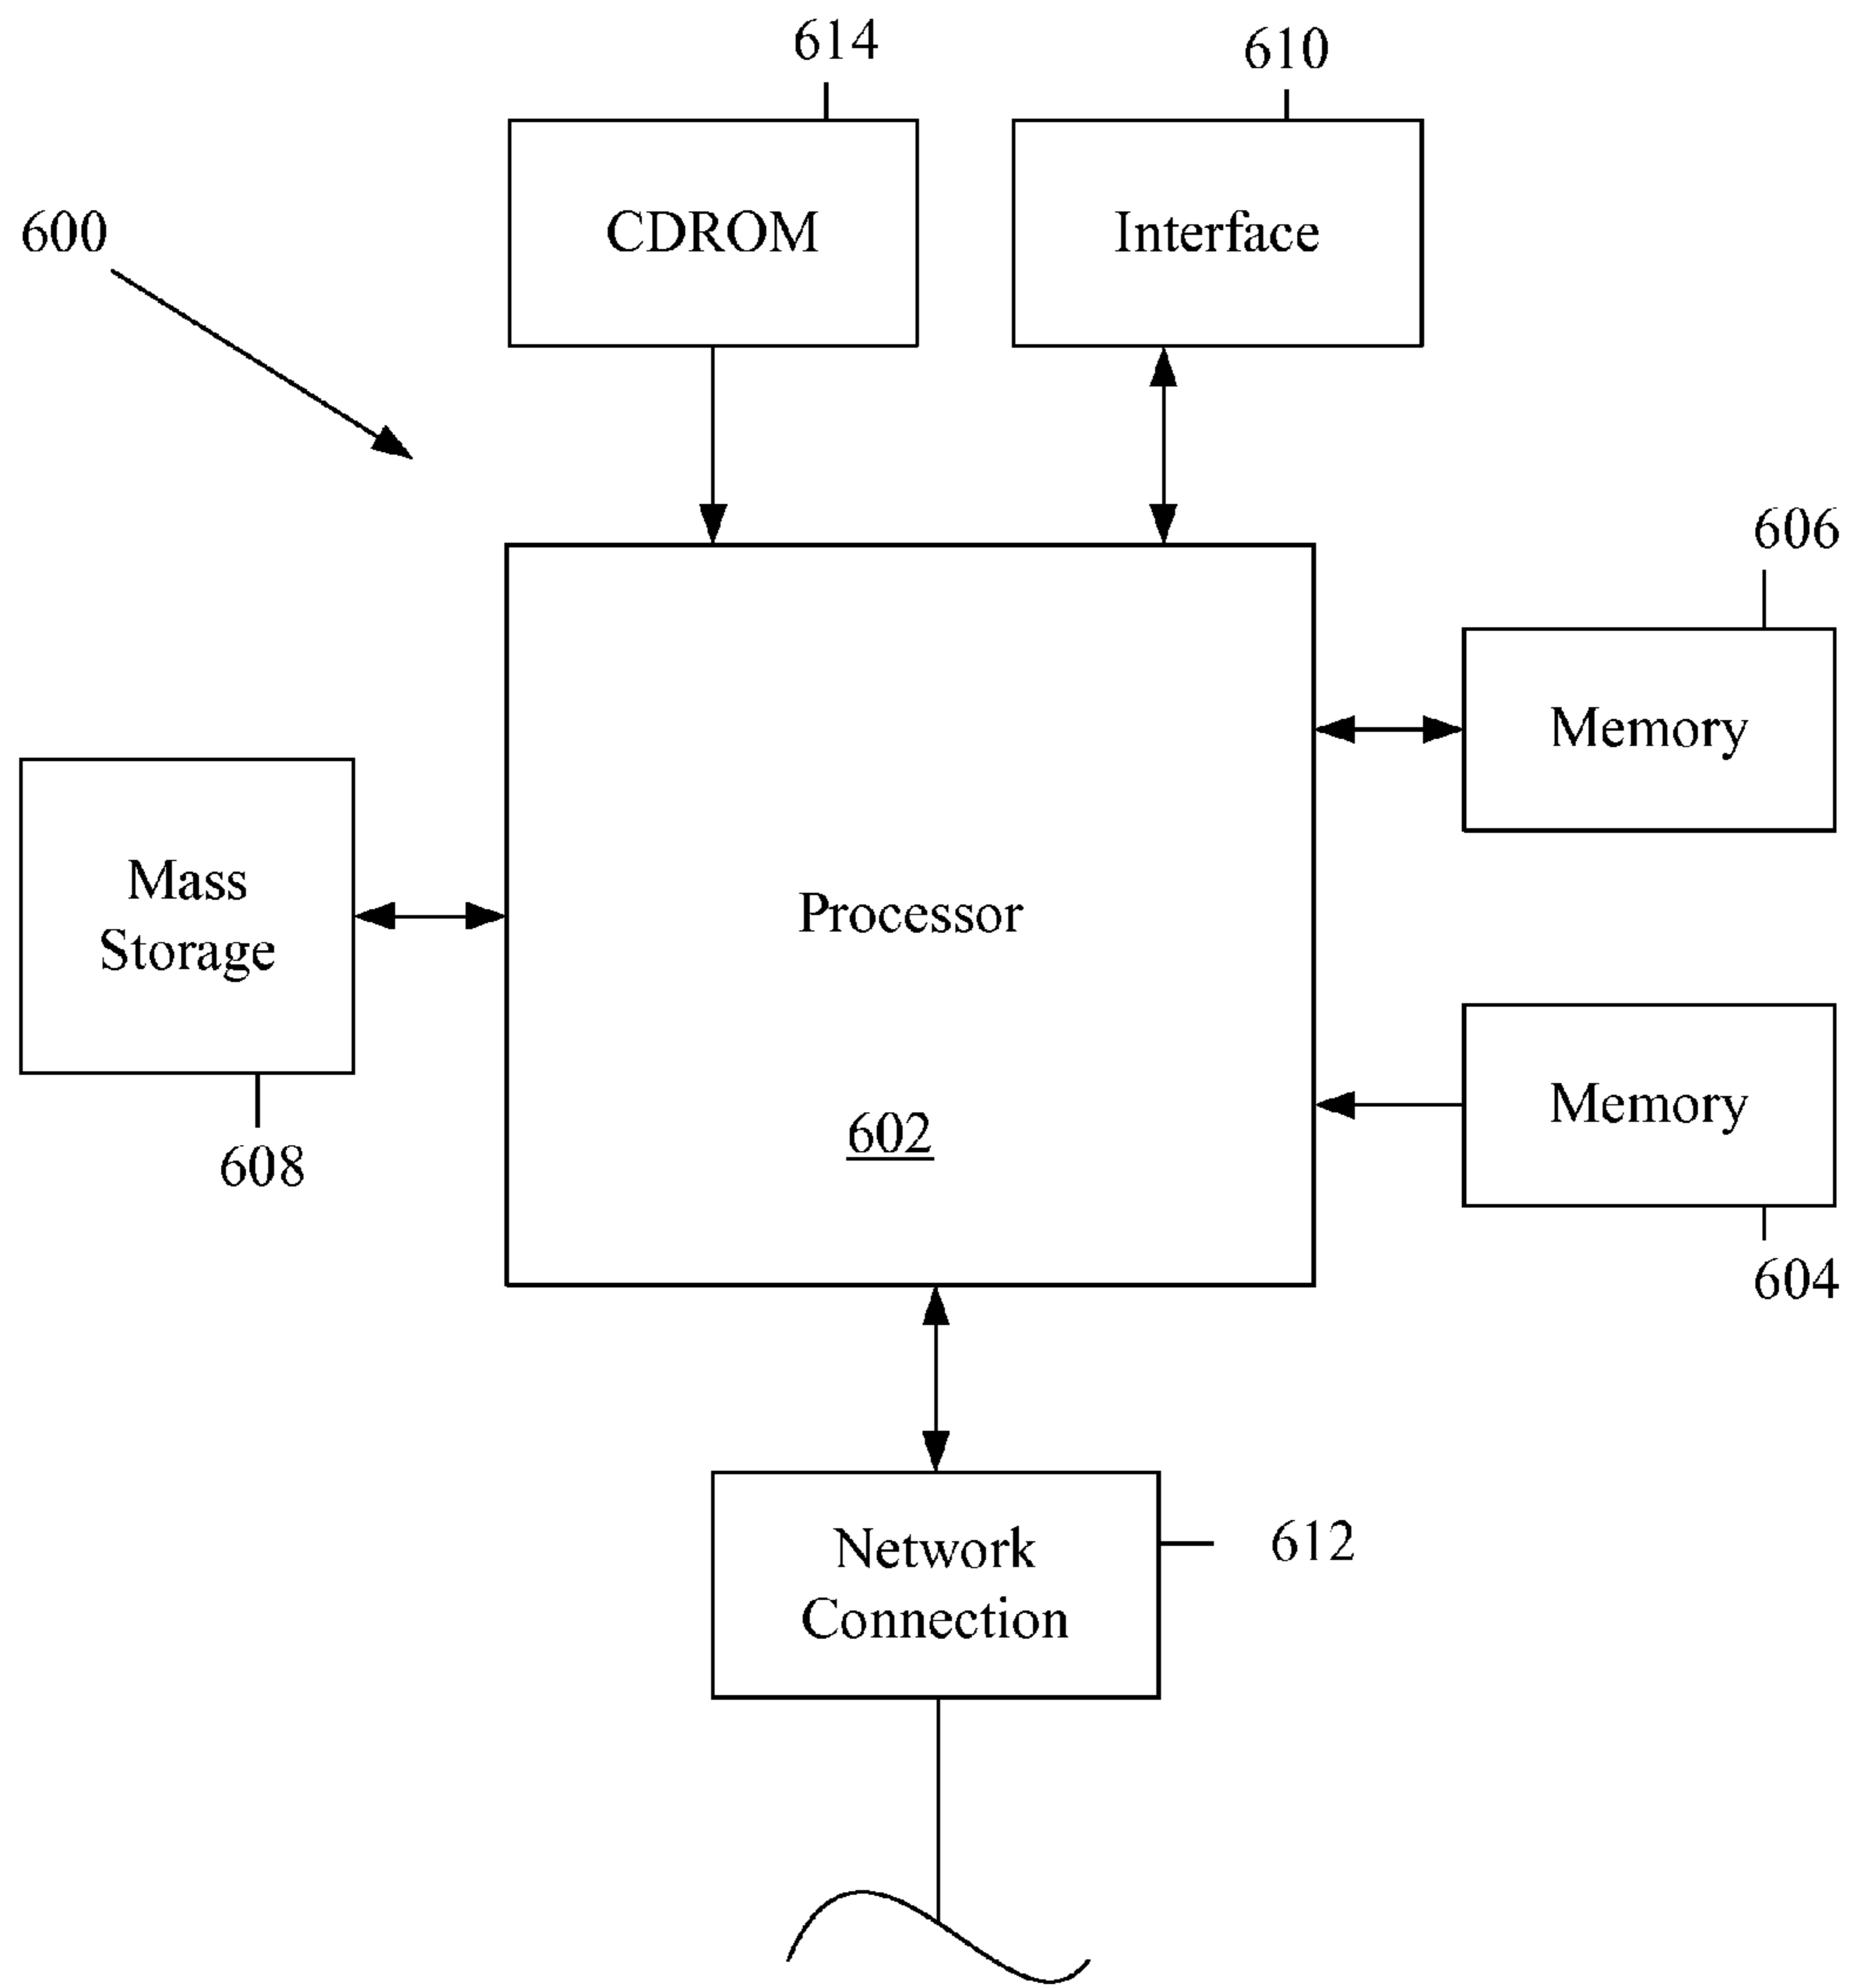 614
610
600
CDROM
Interface
606
Memory
Mass
Storage
Processor
608
602
Memory
604
Network
Connection
612